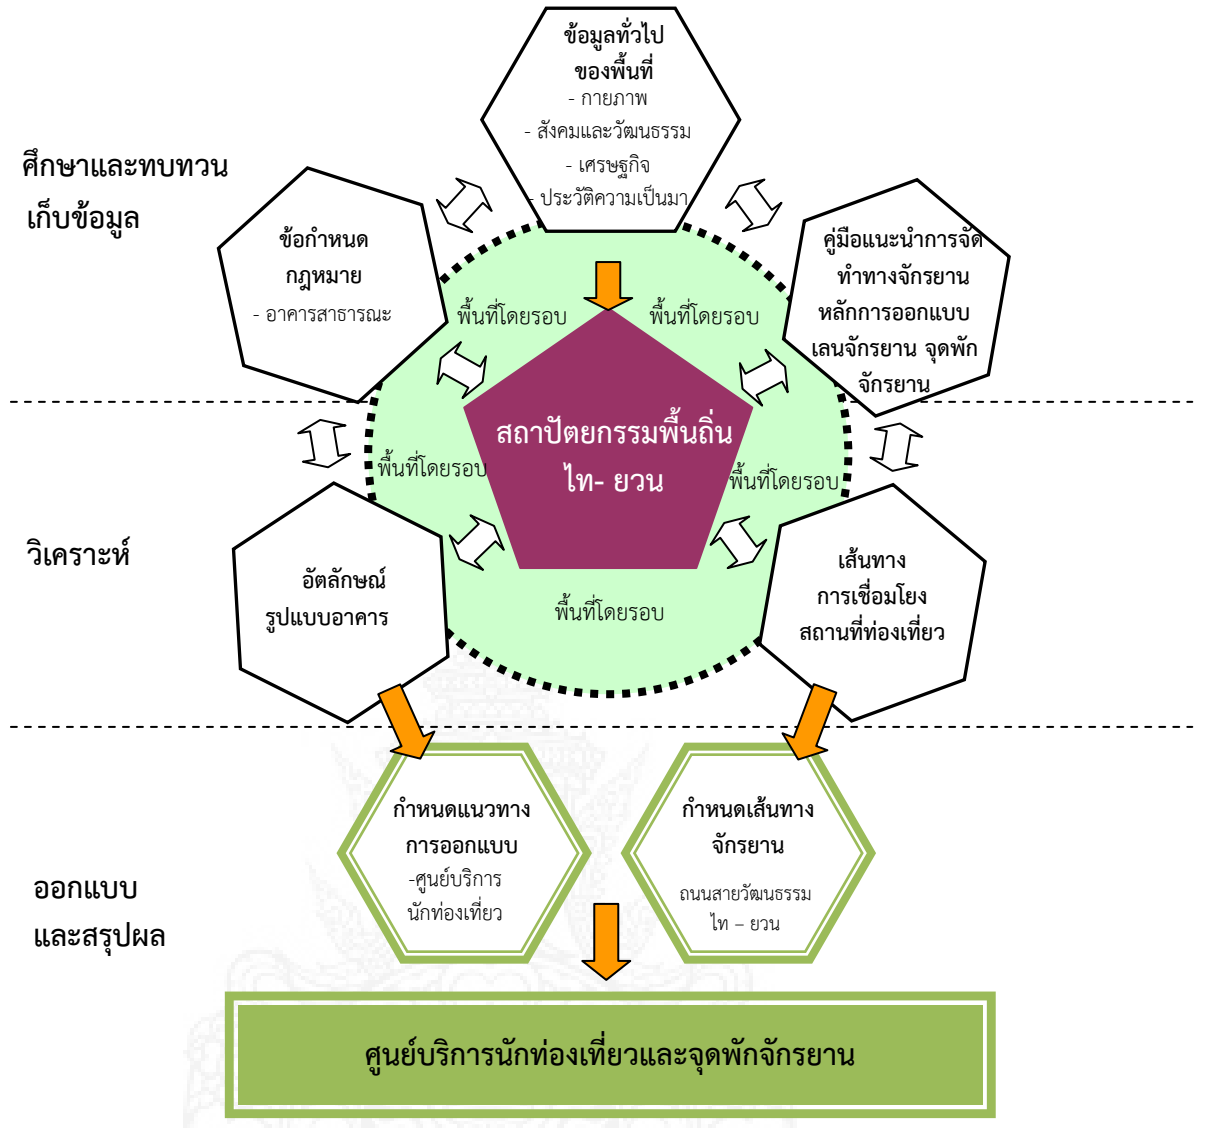 ข้อมูลทั่วไป
ของพื้นที่
- กายภาพ
- สังคมและวัฒนธรรม
- เศรษฐกิจ
- ประวัติความเป็นมา
ศึกษาและทบทวน
เก็บข้อมูล
ข้อกำหนด
กฎหมาย
- อาคารสาธารณะ
คู่มือแนะนำการจัด
ทำทางจักรยาน
หลักการออกแบบ
เลนจักรยาน จุดพัก
จักรยาน
พื้นที่โดยรอบ
พื้นที่โดยรอบ
สถาปัตยกรรมพื้นถิ่น
ไท- ยวน
พื้นที่โดยรอบ
พื้นที่โดยรอบ
พื้นที่โดยรอบ
วิเคราะห์
อัตลักษณ์
รูปแบบอาคาร
เส้นทาง
การเชื่อมโยง
สถานที่ท่องเที่ยว
ออกแบบ
และสรุปผล
กำหนดแนวทาง
การออกแบบ
-ศูนย์บริการ
นักท่องเที่ยว
กำหนดเส้นทาง
จักรยาน
ถนนสายวัฒนธรรม
ไท – ยวน
ศูนย์บริการนักท่องเที่ยวและจุดพักจักรยาน